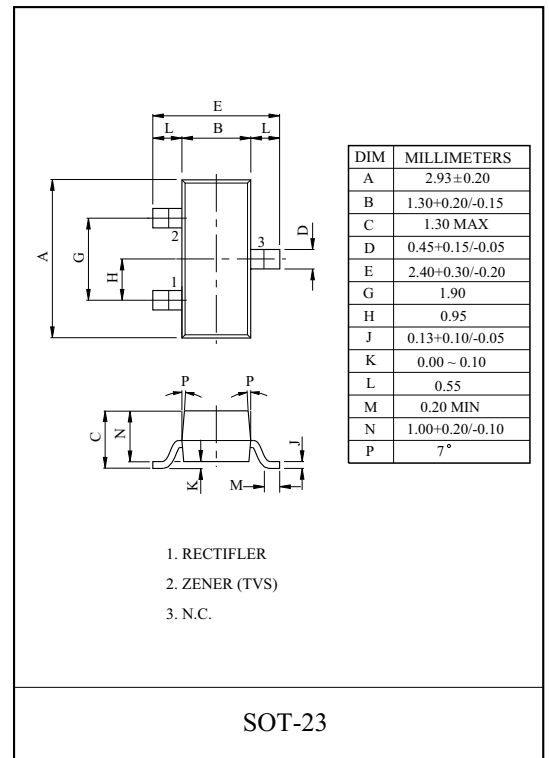 E
L B L
A
G
H
D
2
3
1
P P
C
N
K
M
J
DIM MILLIMETERS
A 2.93±0.20
B 1.30+0.20/-0.15
C 1.30 MAX
D 0.45+0.15/-0.05
E 2.40+0.30/-0.20
G 1.90
H 0.95
J 0.13+0.10/-0.05
K 0.00 ~ 0.10
L 0.55
M 0.20 MIN
N 1.00+0.20/-0.10
P 7°
1. RECTIFLER
2. ZENER (TVS)
3. N.C.
SOT-23